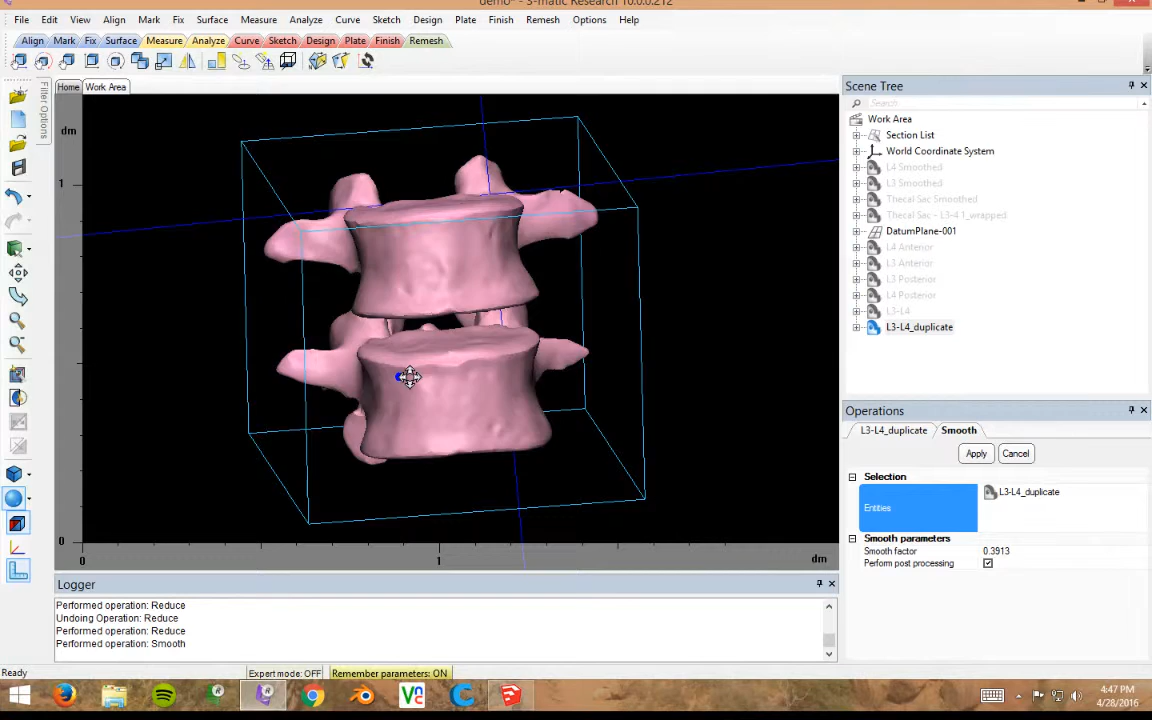 demo* - 3-matic Research 10.0.0.212
File Edit View Align Mark Fix Surface Measure Analyze Curve Sketch Design Plate Finish Remesh Options Help
Align Mark Fix Surface Measure Analyze Curve Sketch Design Plate Finish Remesh
Home Work Area
Filter Options
dm
1
0
0
1
dm
Scene Tree
Search
Work Area
Section List
World Coordinate System
L4 Smoothed
L3 Smoothed
Thecal Sac Smoothed
Thecal Sac - L3-4 1_wrapped
DatumPlane-001
L4 Anterior
L3 Anterior
L3 Posterior
L4 Posterior
L3-L4
L3-L4_duplicate
Operations
L3-L4_duplicate Smooth
Apply Cancel
Selection
Entities L3-L4_duplicate
Smooth parameters
Smooth factor 0.3913
Perform post processing
Logger
Performed operation: Reduce
Undoing Operation: Reduce
Performed operation: Reduce
Performed operation: Smooth
Ready Expert mode: OFF Remember parameters: ON
4:47 PM
4/28/2016